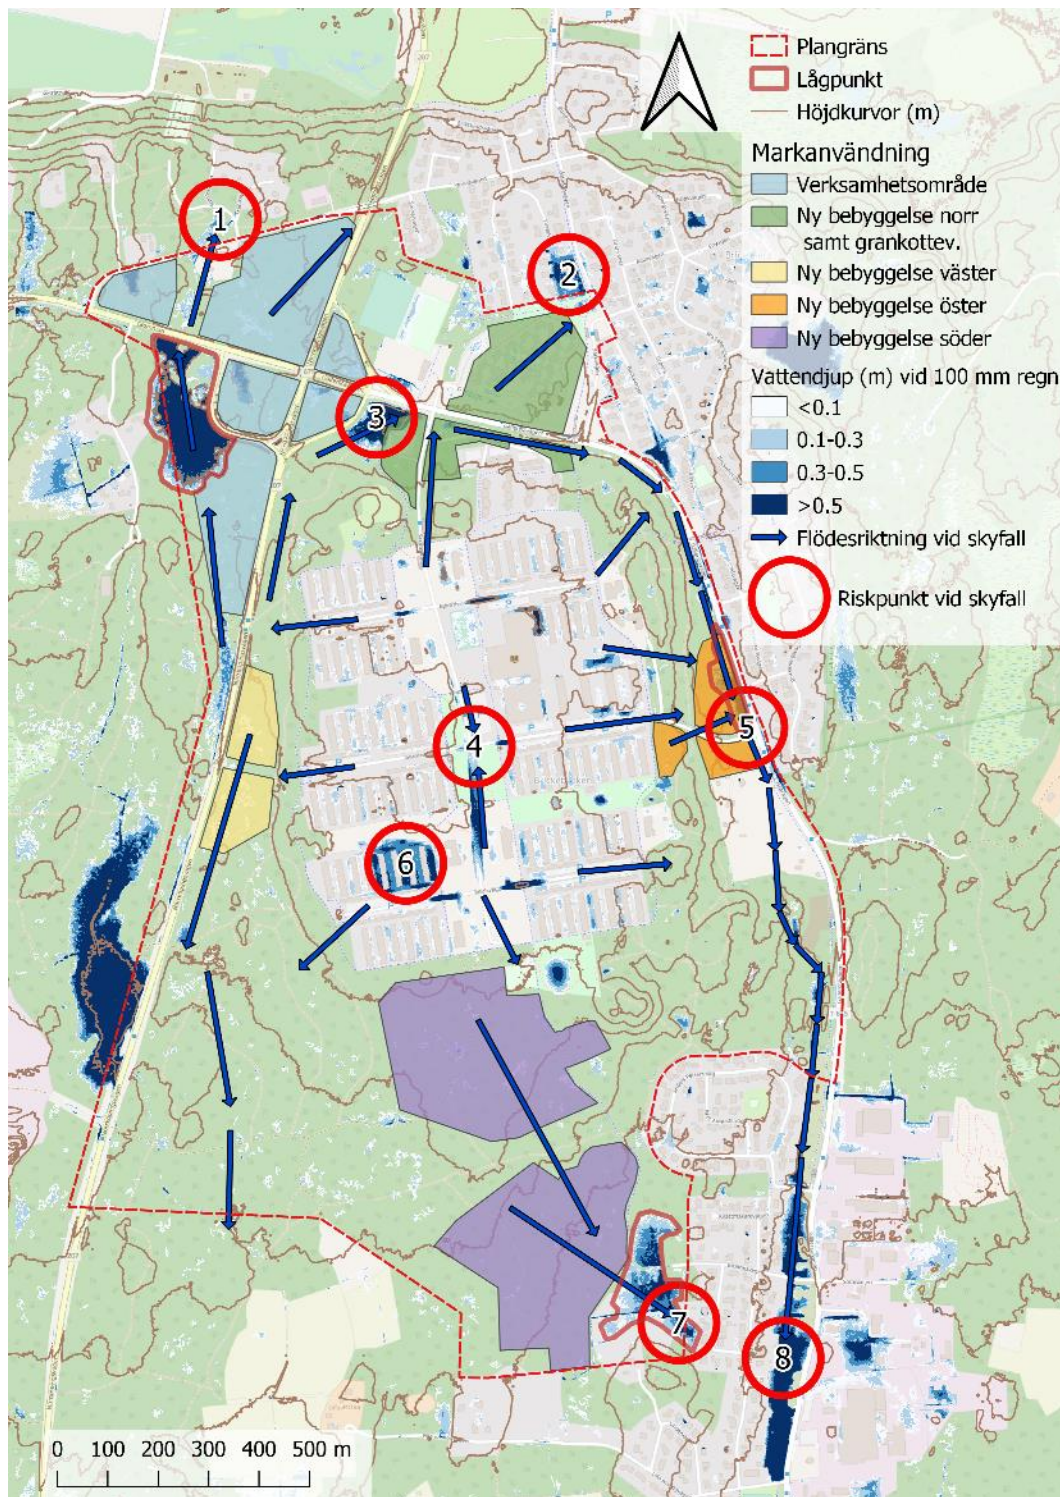 Plangräns
Lågpunkt
Höjdkurvor (m)
Markanvändning
Verksamhetsområde
Ny bebyggelse norr
samt grankottev.
Ny bebyggelse väster
Ny bebyggelse öster
Ny bebyggelse söder
Vattendjup (m) vid 100 mm regn
<0.1
0.1-0.3
0.3-0.5
>0.5
Flödesriktning vid skyfall
Riskpunkt vid skyfall
1
2
3
4
5
6
7
8
207
0 100 200 300 400 500 m